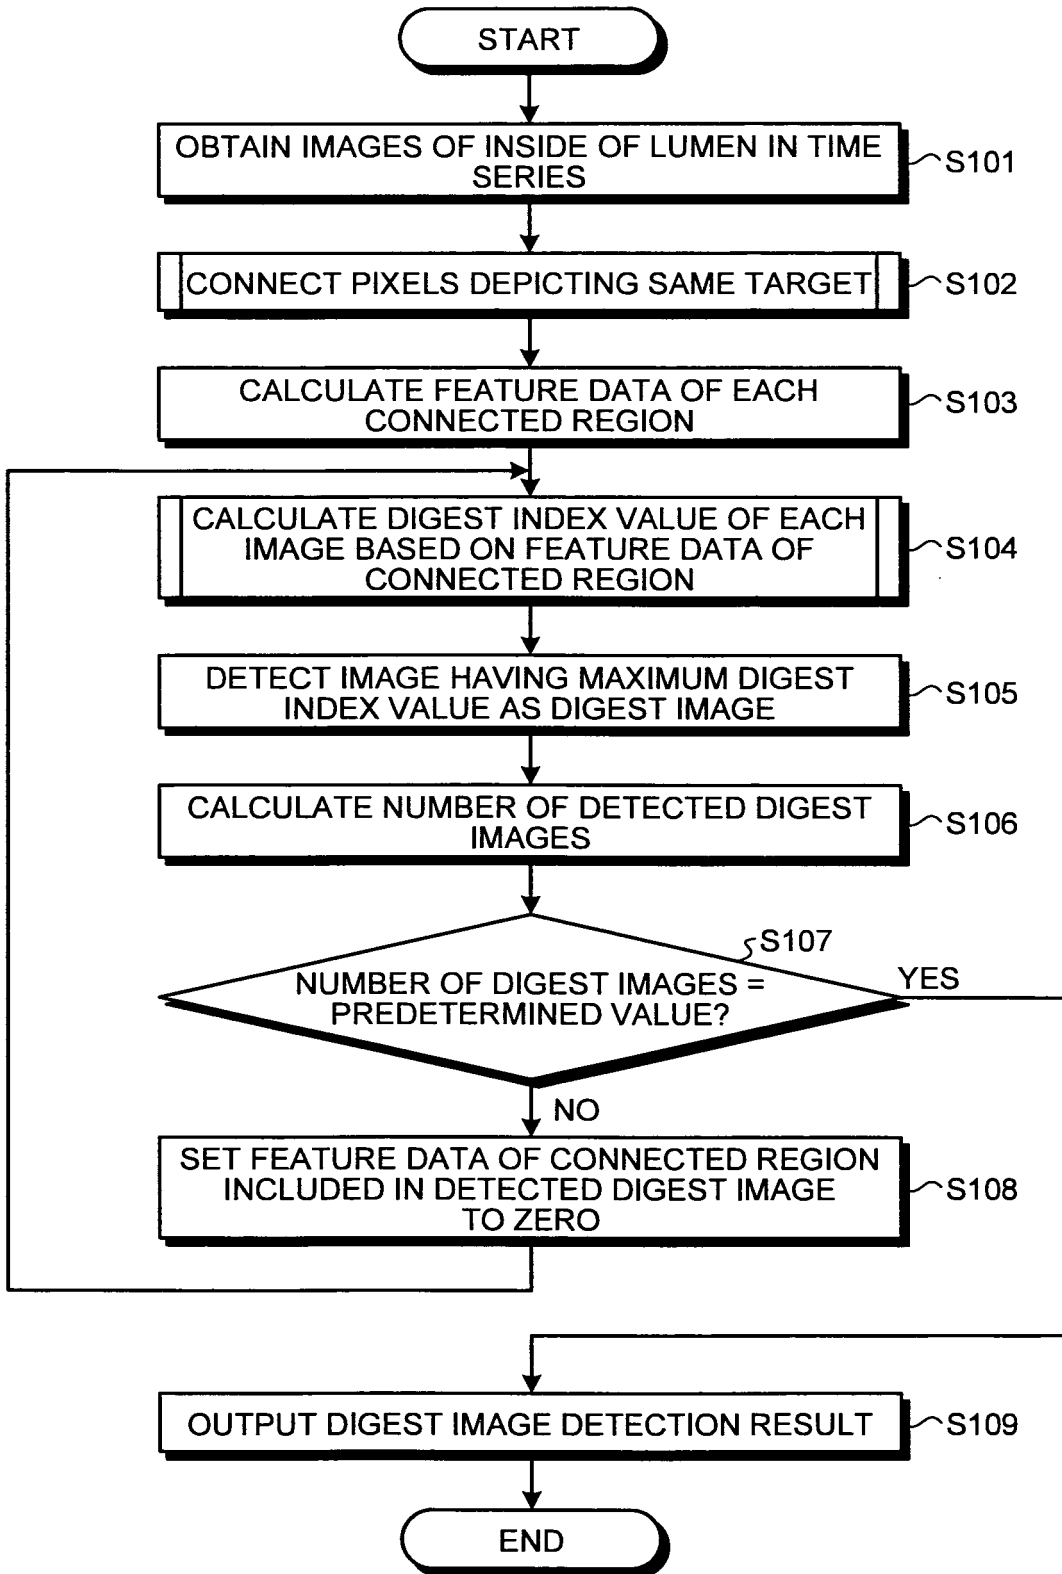 START
OBTAIN IMAGES OF INSIDE OF LUMEN IN TIME
SERIES
S101
CONNECT PIXELS DEPICTING SAME TARGET
S102
CALCULATE FEATURE DATA OF EACH
CONNECTED REGION
S103
CALCULATE DIGEST INDEX VALUE OF EACH
IMAGE BASED ON FEATURE DATA OF
CONNECTED REGION
S104
DETECT IMAGE HAVING MAXIMUM DIGEST
INDEX VALUE AS DIGEST IMAGE
S105
CALCULATE NUMBER OF DETECTED DIGEST
IMAGES
S106
S107
NUMBER OF DIGEST IMAGES =
PREDETERMINED VALUE?
YES
NO
SET FEATURE DATA OF CONNECTED REGION
INCLUDED IN DETECTED DIGEST IMAGE
TO ZERO
S108
OUTPUT DIGEST IMAGE DETECTION RESULT
S109
END